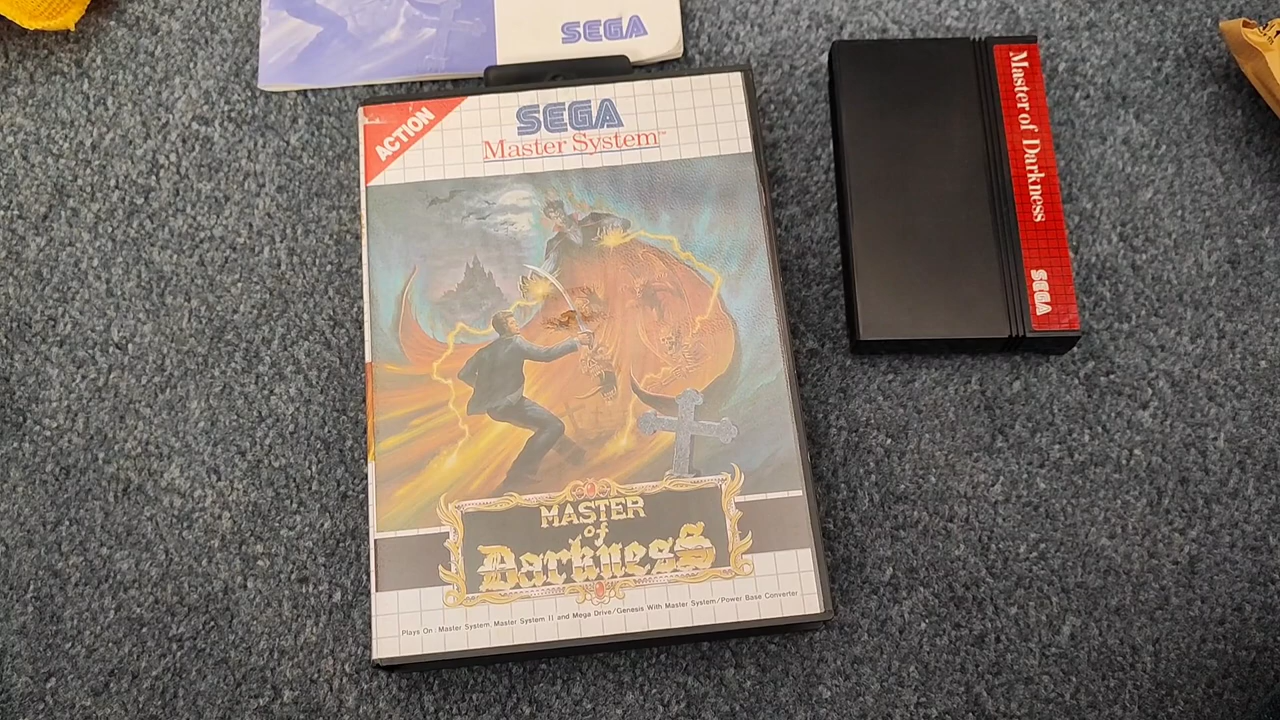 SEGA
ACTION
SEGA
Master System™
MASTER
of
Darkness
Plays On : Master System, Master System II and Mega Drive/Genesis With Master System/Power Base Converter
Master of Darkness
SEGA